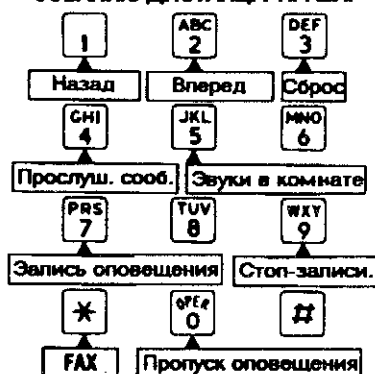 1
ABC
2
DEF
3
Назад
Вперед
Сброс
GHI
4
JKL
5
MNO
6
Прослуш. сооб.
Звуки в комнате
PRS
7
TUV
8
WXY
9
Запись оповещения
Стоп-записи.
*
OPER
0
#
FAX
Пропуск оповещения